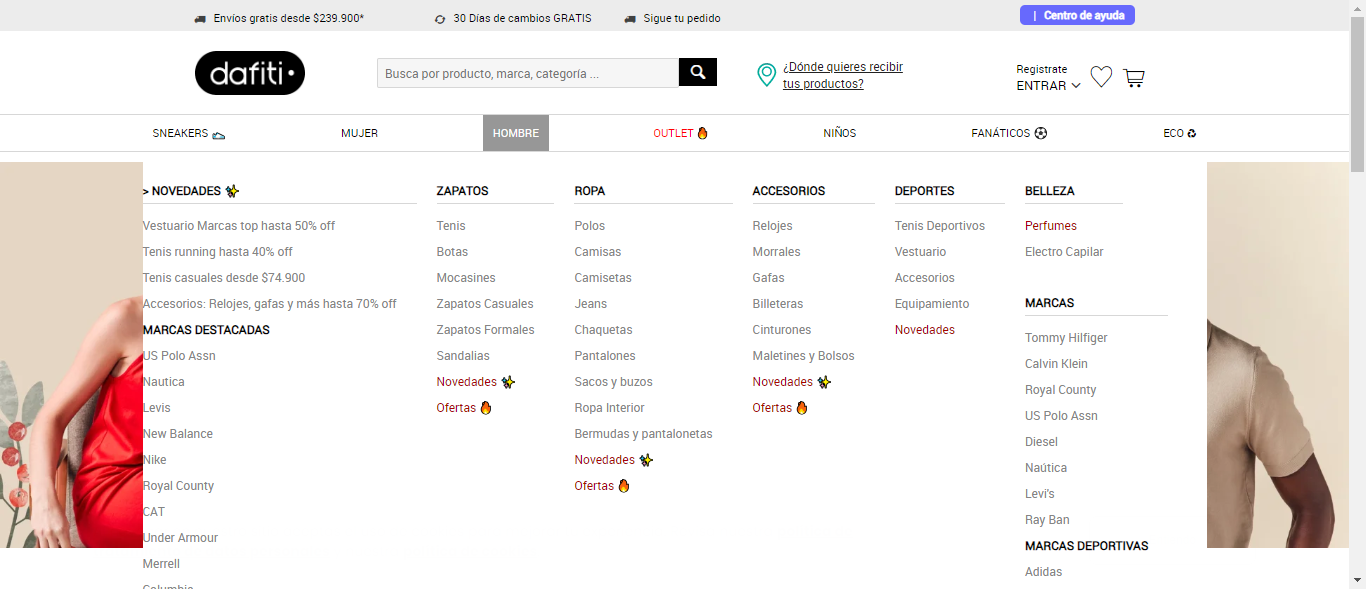 Envíos gratis desde $239.900*
30 Días de cambios GRATIS
Sigue tu pedido
| Centro de ayuda
dafiti
Busca por producto, marca, categoría ...
¿Dónde quieres recibir
tus productos?
Registrate
ENTRAR
SNEAKERS
MUJER
HOMBRE
OUTLET
NIÑOS
FANÁTICOS
ECO
> NOVEDADES
Vestuario Marcas top hasta 50% off
Tenis running hasta 40% off
Tenis casuales desde $74.900
Accesorios: Relojes, gafas y más hasta 70% off
MARCAS DESTACADAS
US Polo Assn
Nautica
Levis
New Balance
Nike
Royal County
CAT
Under Armour
Merrell
Columbia
ZAPATOS
Tenis
Botas
Mocasines
Zapatos Casuales
Zapatos Formales
Sandalias
Novedades
Ofertas
ROPA
Polos
Camisas
Camisetas
Jeans
Chaquetas
Pantalones
Sacos y buzos
Ropa Interior
Bermudas y pantalonetas
Novedades
Ofertas
ACCESORIOS
Relojes
Morrales
Gafas
Billeteras
Cinturones
Maletines y Bolsos
Novedades
Ofertas
DEPORTES
Tenis Deportivos
Vestuario
Accesorios
Equipamiento
Novedades
BELLEZA
Perfumes
Electro Capilar
MARCAS
Tommy Hilfiger
Calvin Klein
Royal County
US Polo Assn
Diesel
Naútica
Levi's
Ray Ban
MARCAS DEPORTIVAS
Adidas